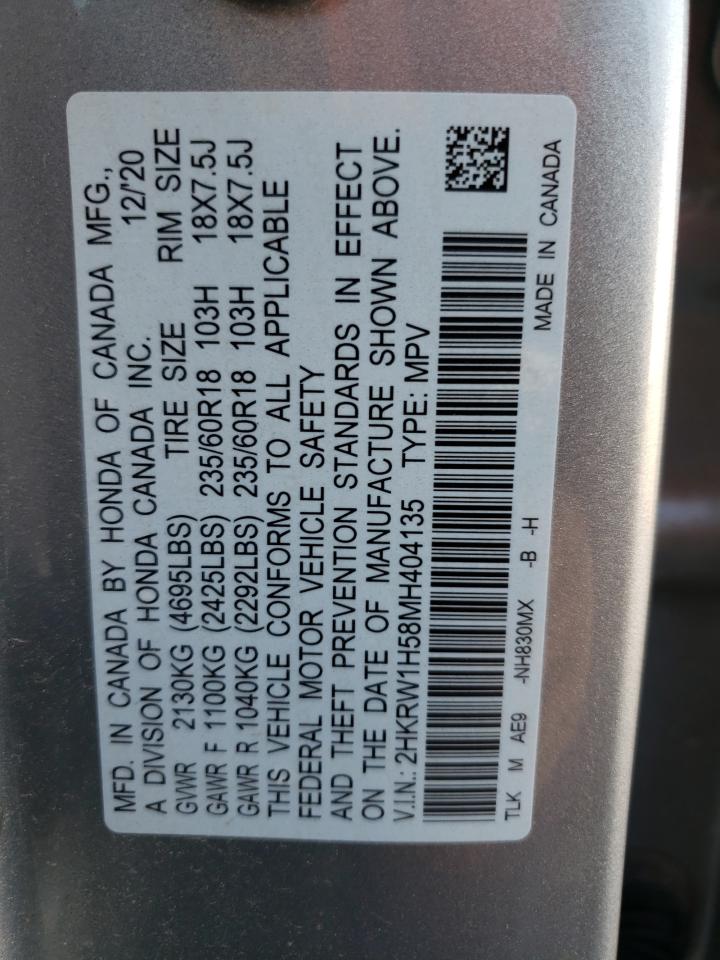 MFD. IN CANADA BY HONDA OF CANADA MFG.,
A DIVISION OF HONDA CANADA INC. 12/'20
GVWR 2130KG (4695LBS) TIRE SIZE RIM SIZE
GAWR F 1100KG (2425LBS) 235/60R18 103H 18X7.5J
GAWR R 1040KG (2292LBS) 235/60R18 103H 18X7.5J
THIS VEHICLE CONFORMS TO ALL APPLICABLE
FEDERAL MOTOR VEHICLE SAFETY
AND THEFT PREVENTION STANDARDS IN EFFECT
ON THE DATE OF MANUFACTURE SHOWN ABOVE.
V.I.N.: 2HKRW1H58MH404135 TYPE: MPV
TLK M AE9 -NH830MX -B -H
MADE IN CANADA